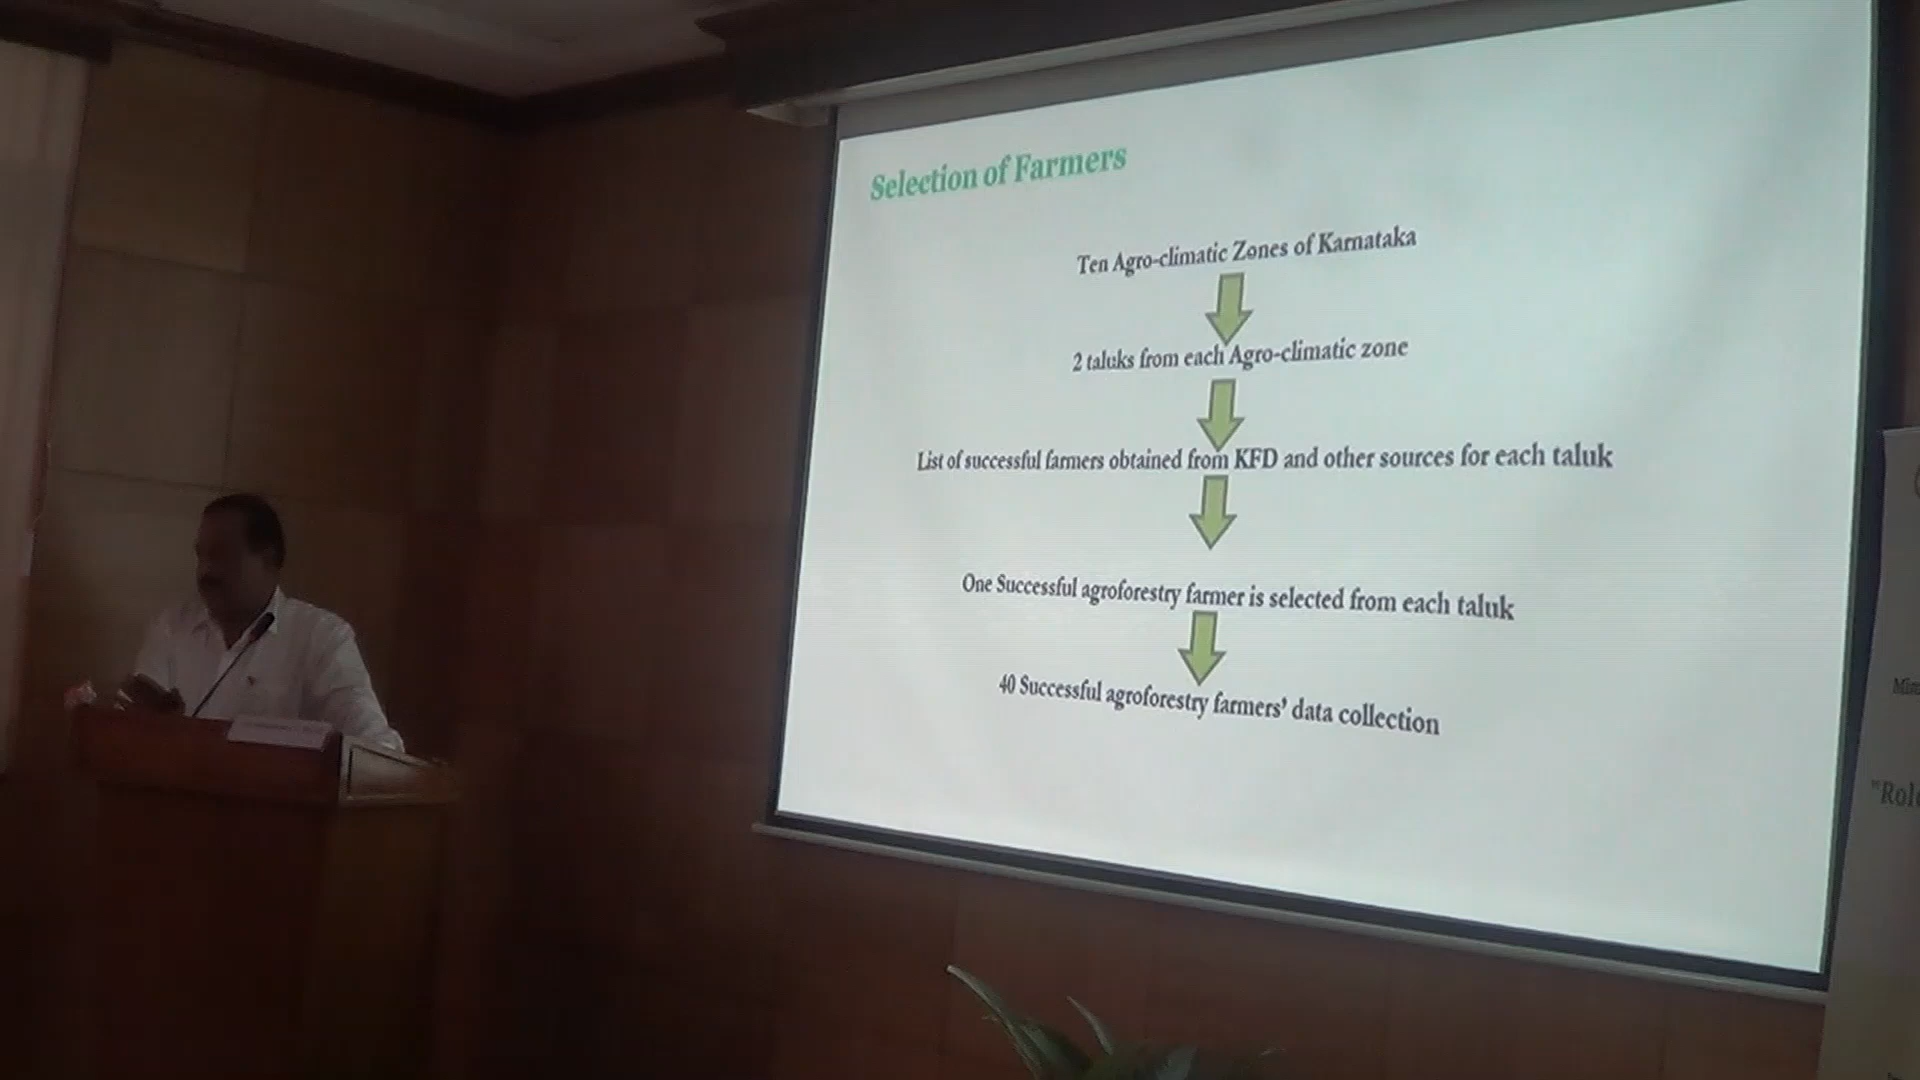 Selection of Farmers
Ten Agro-climatic Zones of Karnataka
2 taluks from each Agro-climatic zone
List of successful farmers obtained from KFD and other sources for each taluk
One Successful agroforestry farmer is selected from each taluk
40 Successful agroforestry farmers' data collection